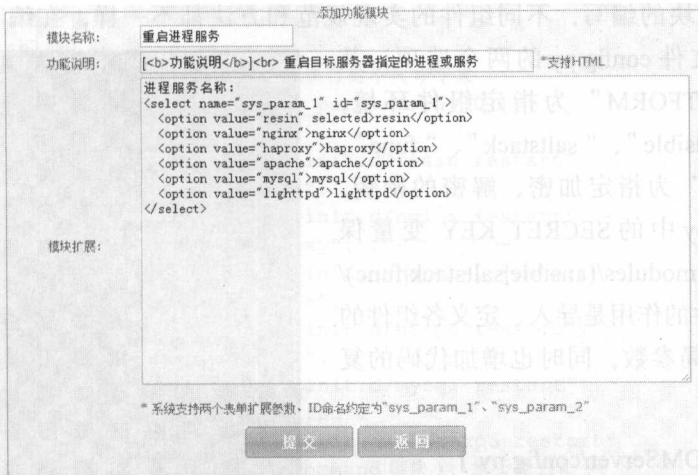 添加功能模块
模块名称：
重启进程服务
功能说明：
[<b>功能说明</b>]<br> 重启目标服务器指定的进程或服务
*支持HTML
模块扩展：
进程服务名称：
<select name="sys_param_1" id="sys_param_1">
<option value="resin" selected>resin</option>
<option value="nginx">nginx</option>
<option value="haproxy">haproxy</option>
<option value="apache">apache</option>
<option value="mysql">mysql</option>
<option value="lighttpd">lighttpd</option>
</select>
* 系统支持两个表单扩展参数、ID命名约定为"sys_param_1"、"sys_param_2"
提 交
返 回